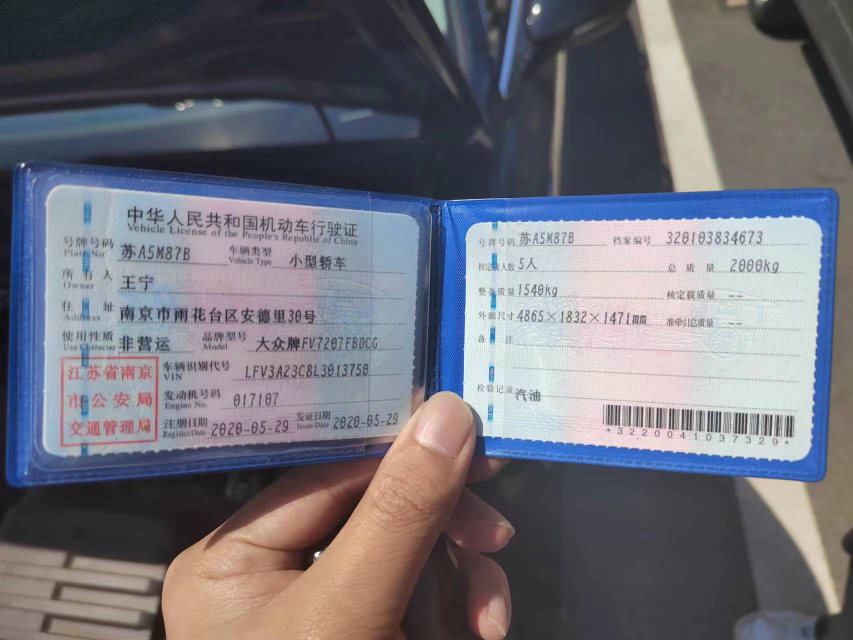 中华人民共和国机动车行驶证
Vehicle License of the People's Republic of China
号牌号码 苏A5M87B 车辆类型 小型轿车
Plate No. Vehicle Type
所有人 王宁
Owner
住址 南京市雨花台区安德里30号
Address
使用性质 非营运 品牌型号 大众牌FV7207FBDCG
Use Character Model
江苏省南京
市公安局
交通管理局
车辆识别代号 LFV3A23C8L3013750
VIN
发动机号码 017107
Engine No.
注册日期 2020-05-29 发证日期 2020-05-29
Register Date Issue Date
号牌号码 苏A5M87B 档案编号 320103834673
核定载人数 5人 总质量 2000kg
整备质量 1540kg 核定载质量 --
外廓尺寸 4865×1832×1471mm 准牵引总质量 --
备注
检验记录 汽油
*3220041037329*